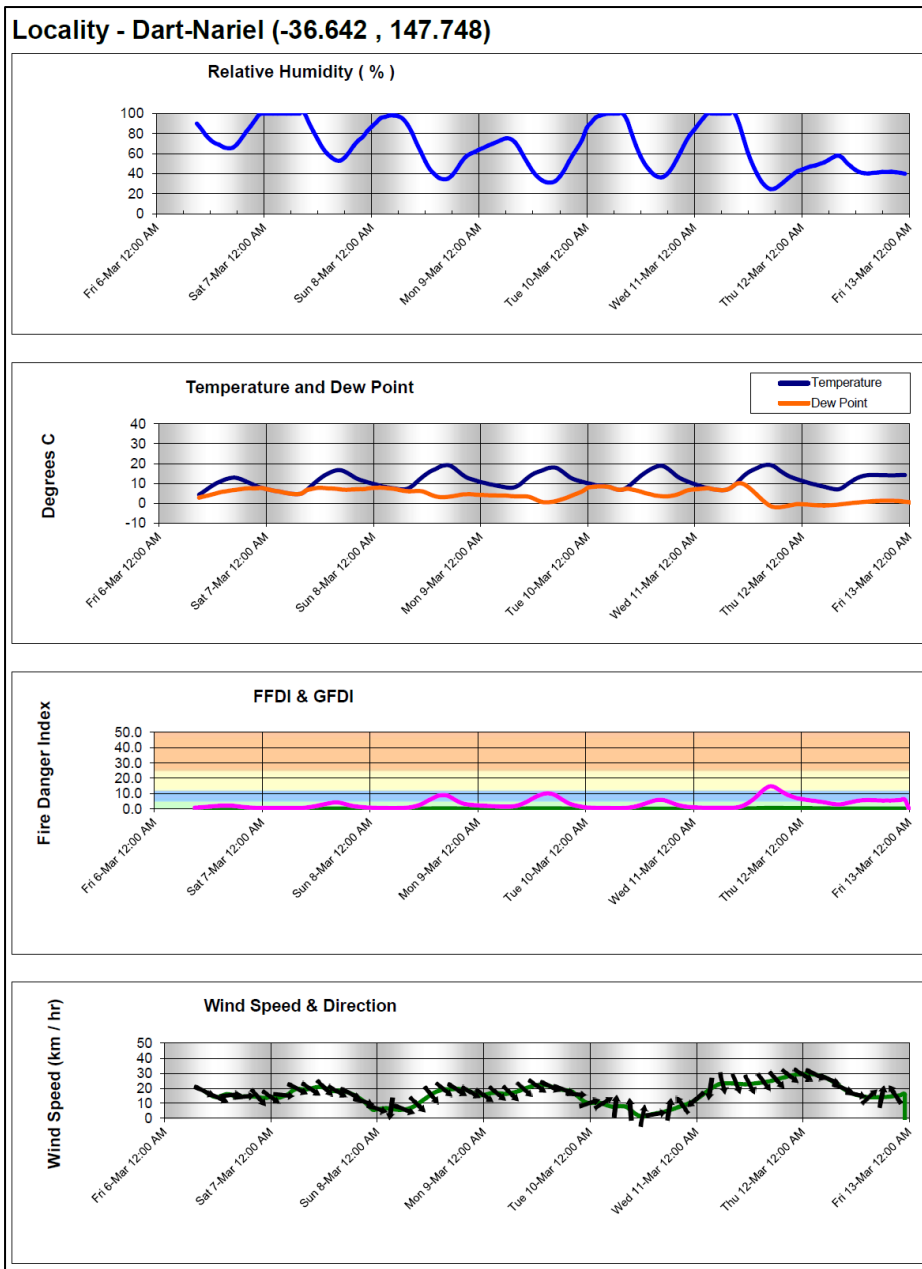 Locality - Dart-Nariel (-36.642 , 147.748)
Relative Humidity ( % )
100
80
60
40
20
0
Fri 6-Mar 12:00 AM
Sat 7-Mar 12:00 AM
Sun 8-Mar 12:00 AM
Mon 9-Mar 12:00 AM
Tue 10-Mar 12:00 AM
Wed 11-Mar 12:00 AM
Thu 12-Mar 12:00 AM
Fri 13-Mar 12:00 AM
Temperature and Dew Point
Temperature
Dew Point
Degrees C
40
30
20
10
0
-10
Fri 6-Mar 12:00 AM
Sat 7-Mar 12:00 AM
Sun 8-Mar 12:00 AM
Mon 9-Mar 12:00 AM
Tue 10-Mar 12:00 AM
Wed 11-Mar 12:00 AM
Thu 12-Mar 12:00 AM
Fri 13-Mar 12:00 AM
FFDI & GFDI
Fire Danger Index
50.0
40.0
30.0
20.0
10.0
0.0
Fri 6-Mar 12:00 AM
Sat 7-Mar 12:00 AM
Sun 8-Mar 12:00 AM
Mon 9-Mar 12:00 AM
Tue 10-Mar 12:00 AM
Wed 11-Mar 12:00 AM
Thu 12-Mar 12:00 AM
Fri 13-Mar 12:00 AM
Wind Speed & Direction
Wind Speed (km / hr)
50
40
30
20
10
0
Fri 6-Mar 12:00 AM
Sat 7-Mar 12:00 AM
Sun 8-Mar 12:00 AM
Mon 9-Mar 12:00 AM
Tue 10-Mar 12:00 AM
Wed 11-Mar 12:00 AM
Thu 12-Mar 12:00 AM
Fri 13-Mar 12:00 AM